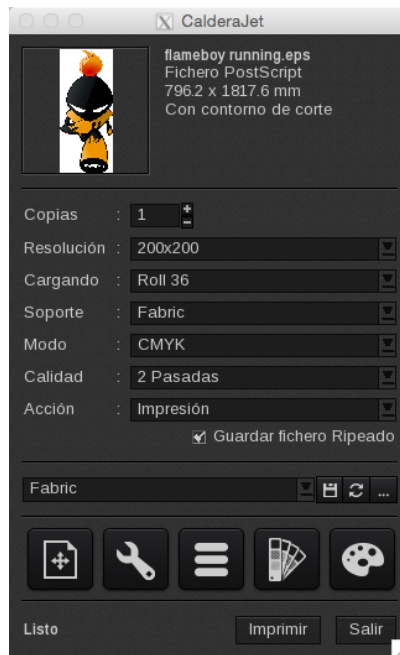 CalderaJet
flameboy running.eps
Fichero PostScript
796.2 x 1817.6 mm
Con contorno de corte
Copias : 1
Resolución : 200x200
Cargando : Roll 36
Soporte : Fabric
Modo : CMYK
Calidad : 2 Pasadas
Acción : Impresión
Guardar fichero Ripeado
Fabric ...
Listo Imprimir Salir